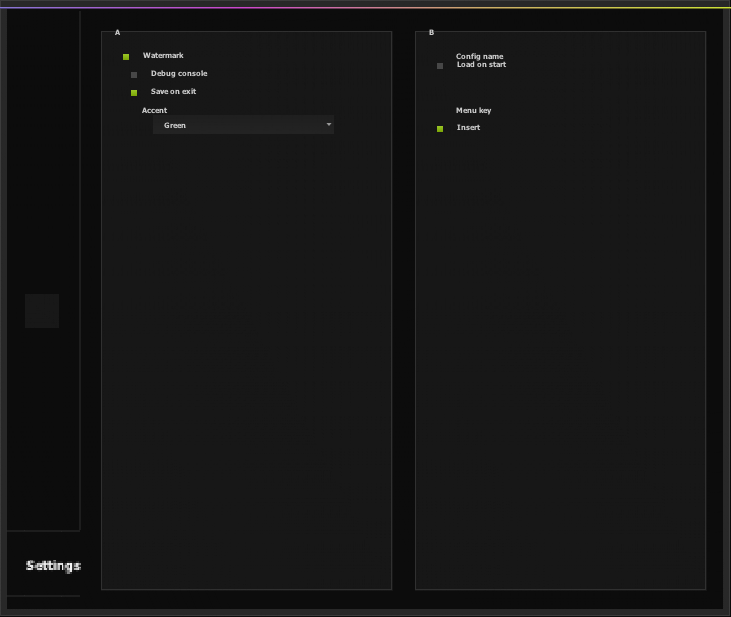 A
Watermark
Debug console
Save on exit
Accent
Green
B
Config name
Load on start
Menu key
Insert
Settings